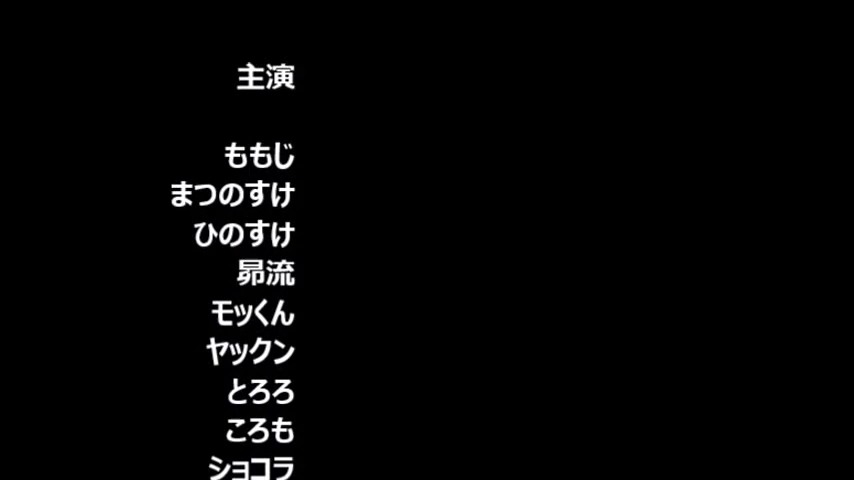 主演
ももじ
まつのすけ
ひのすけ
昴流
モッくん
ヤックン
とろろ
ころも
ショコラ